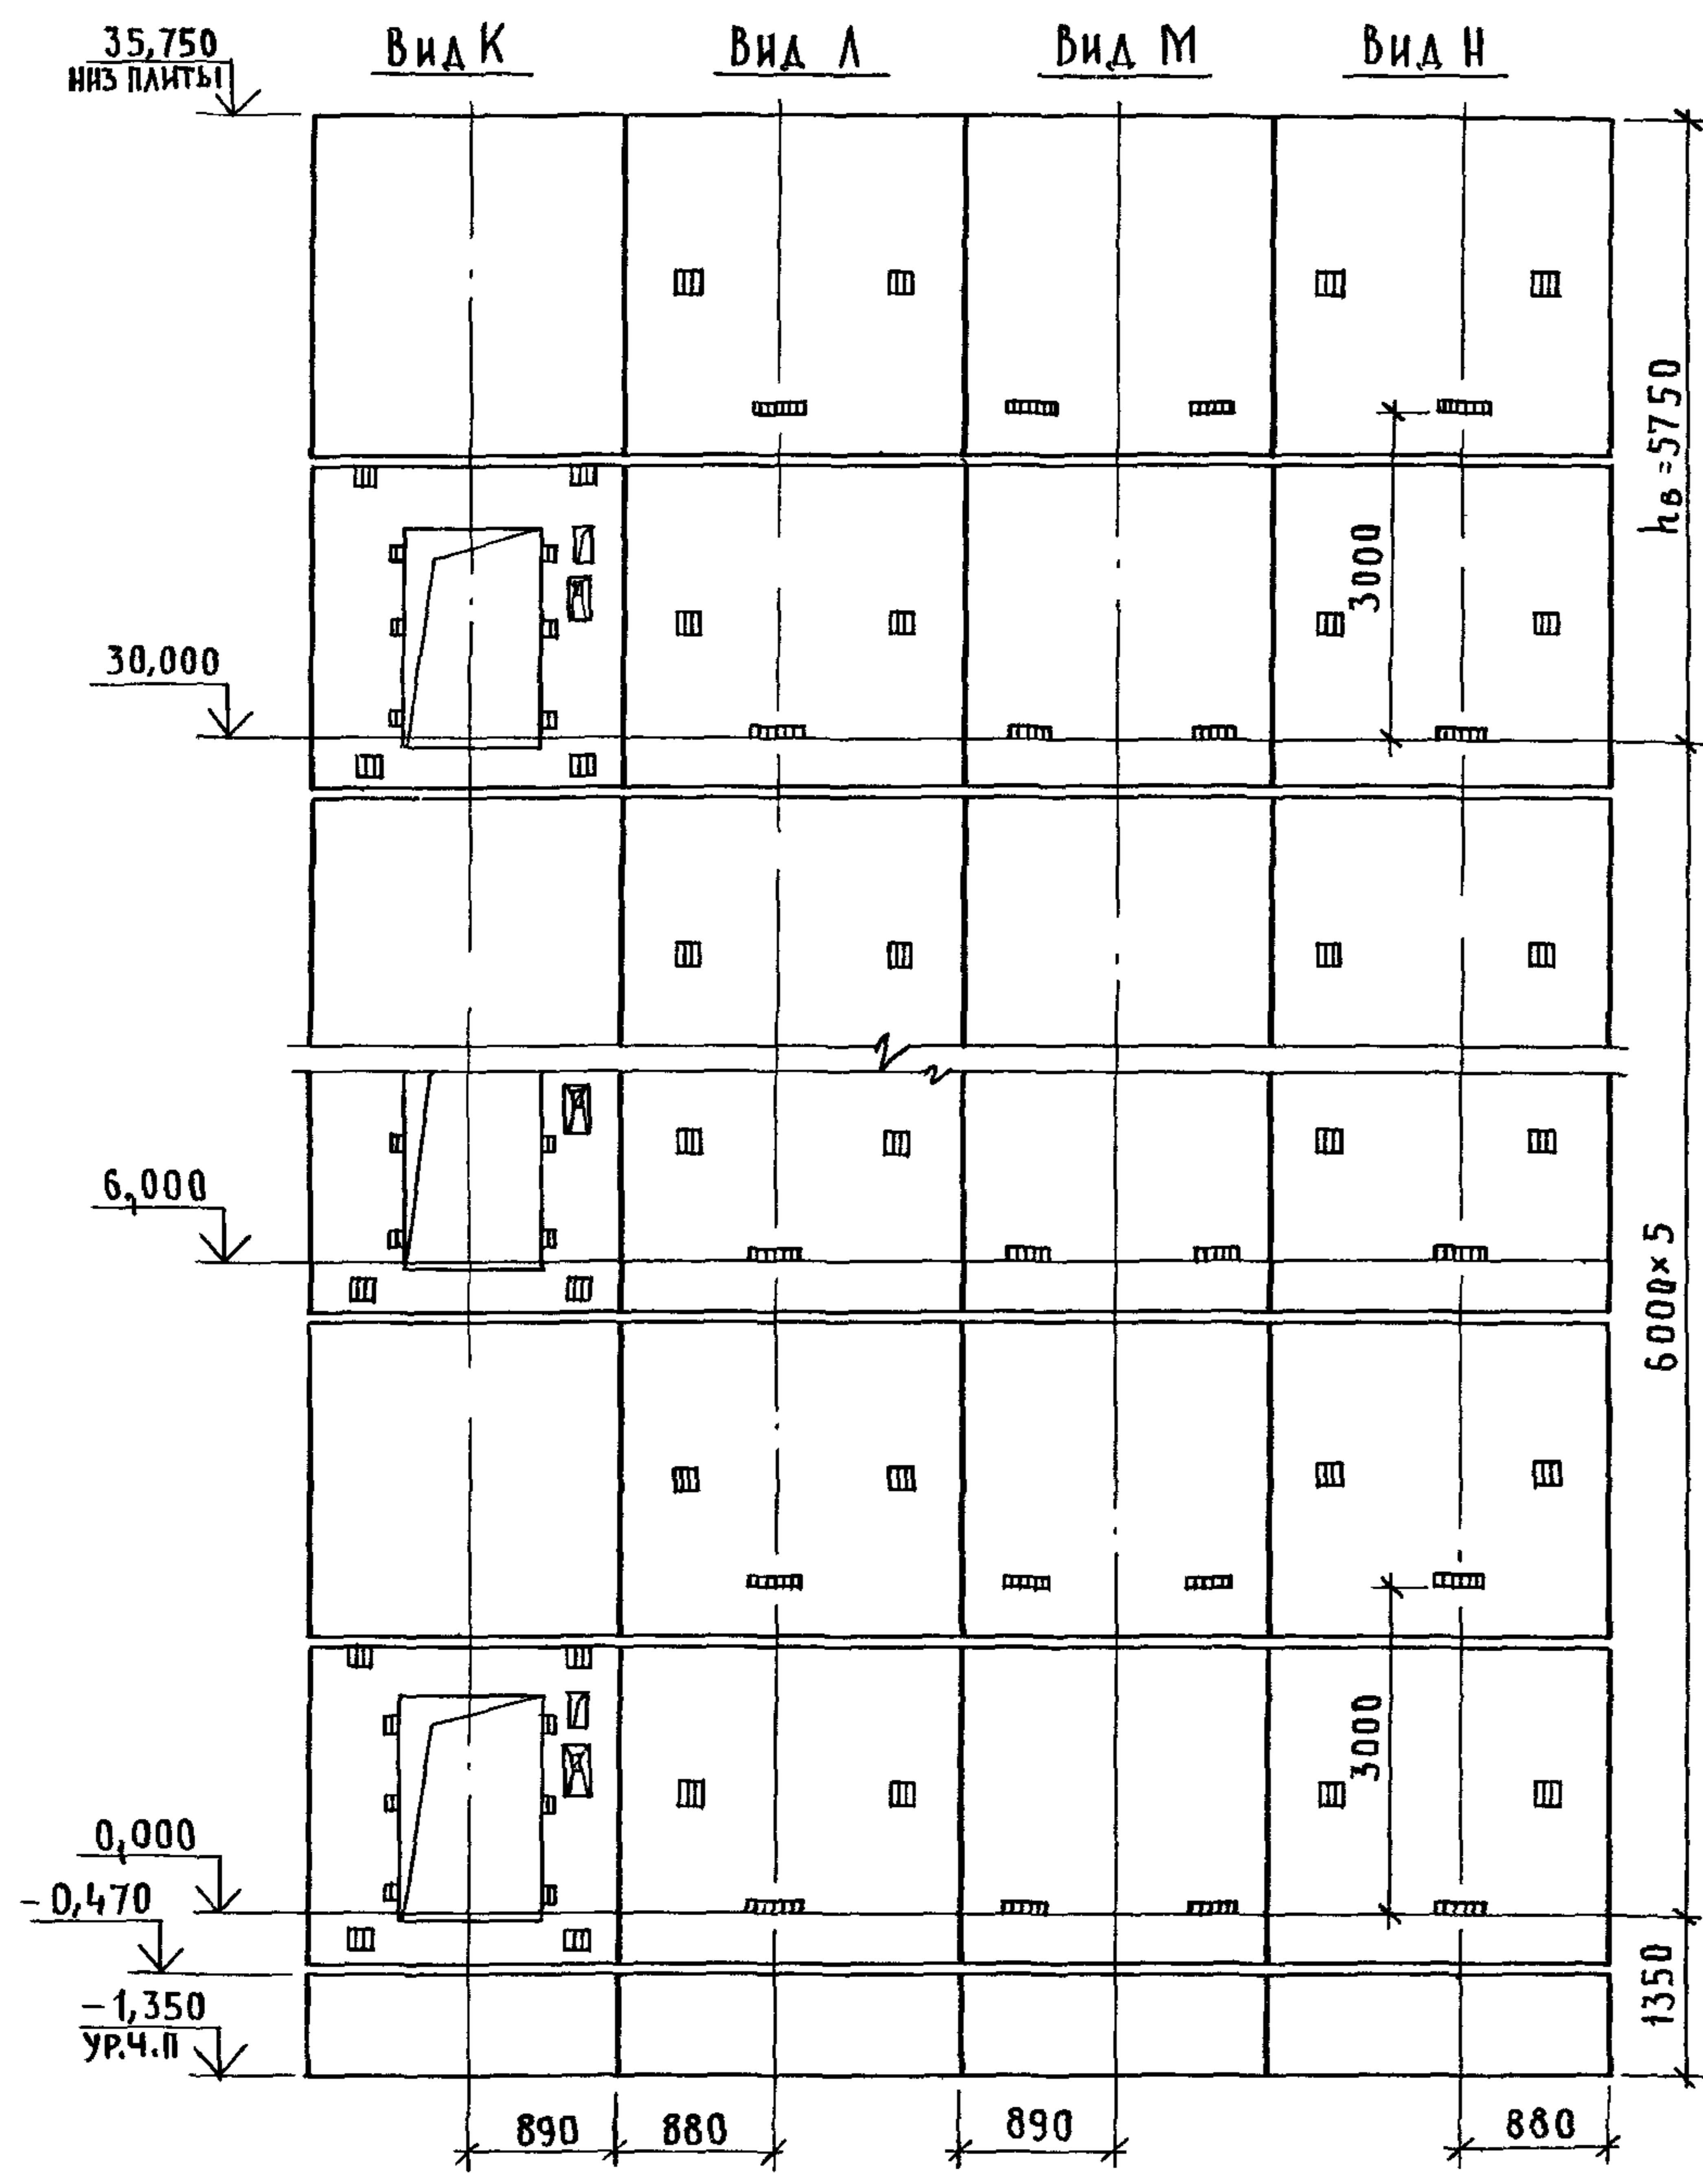 35,750
НИЗ ПЛИТЫ
Вид К
Вид Л
Вид М
Вид Н
hв=5750
3000
30,000
6,000
6000×5
3000
0,000
-0,470
-1,350
УР.Ч.П
1350
890
880
890
880